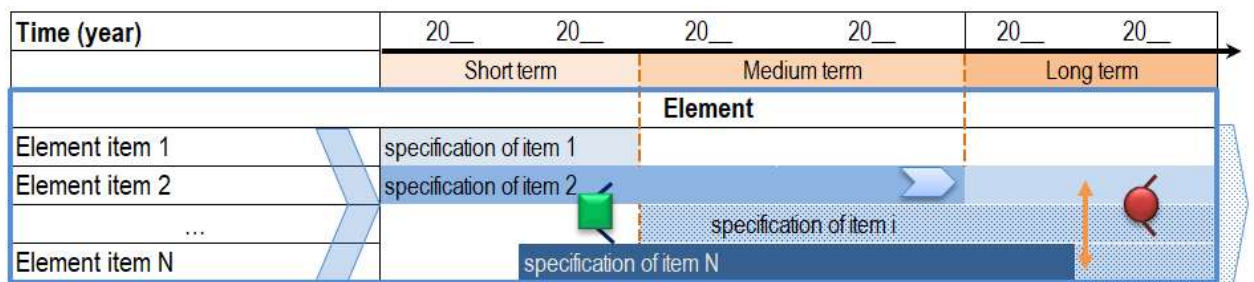 Time (year) 20__ 20__ 20__ 20__ 20__ 20__
Short term Medium term Long term
Element
Element item 1 specification of item 1
Element item 2 specification of item 2
... specification of item i
Element item N specification of item N